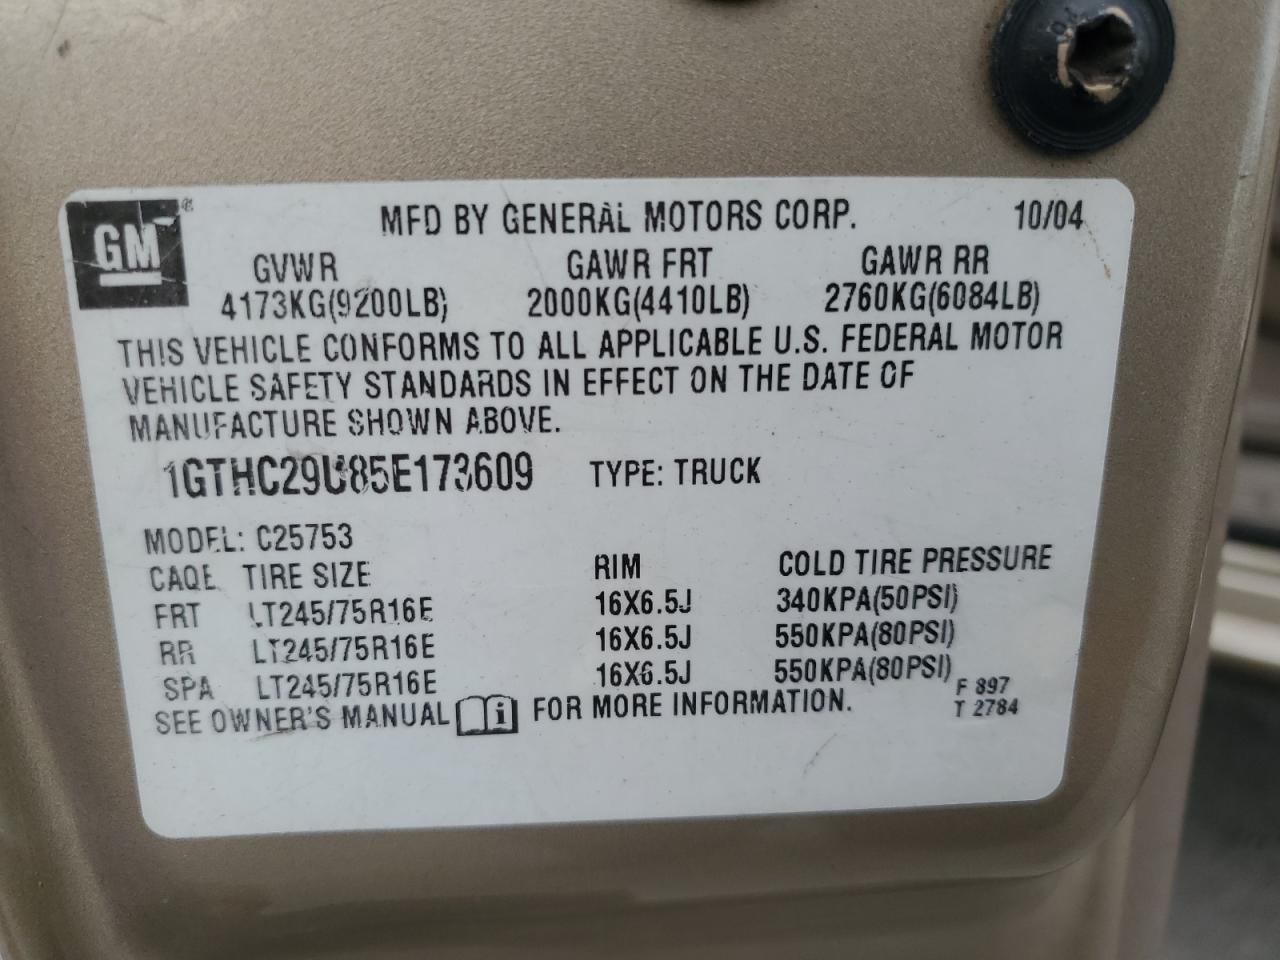 GM®
MFD BY GENERAL MOTORS CORP. 10/04
GVWR GAWR FRT GAWR RR
4173KG(9200LB) 2000KG(4410LB) 2760KG(6084LB)
THIS VEHICLE CONFORMS TO ALL APPLICABLE U.S. FEDERAL MOTOR
VEHICLE SAFETY STANDARDS IN EFFECT ON THE DATE OF
MANUFACTURE SHOWN ABOVE.
1GTHC29U85E173609 TYPE: TRUCK
MODEL: C25753
CAQE TIRE SIZE RIM COLD TIRE PRESSURE
FRT LT245/75R16E 16X6.5J 340KPA(50PSI)
RR LT245/75R16E 16X6.5J 550KPA(80PSI)
SPA LT245/75R16E 16X6.5J 550KPA(80PSI)
F 897
T 2784
SEE OWNER'S MANUAL i FOR MORE INFORMATION.